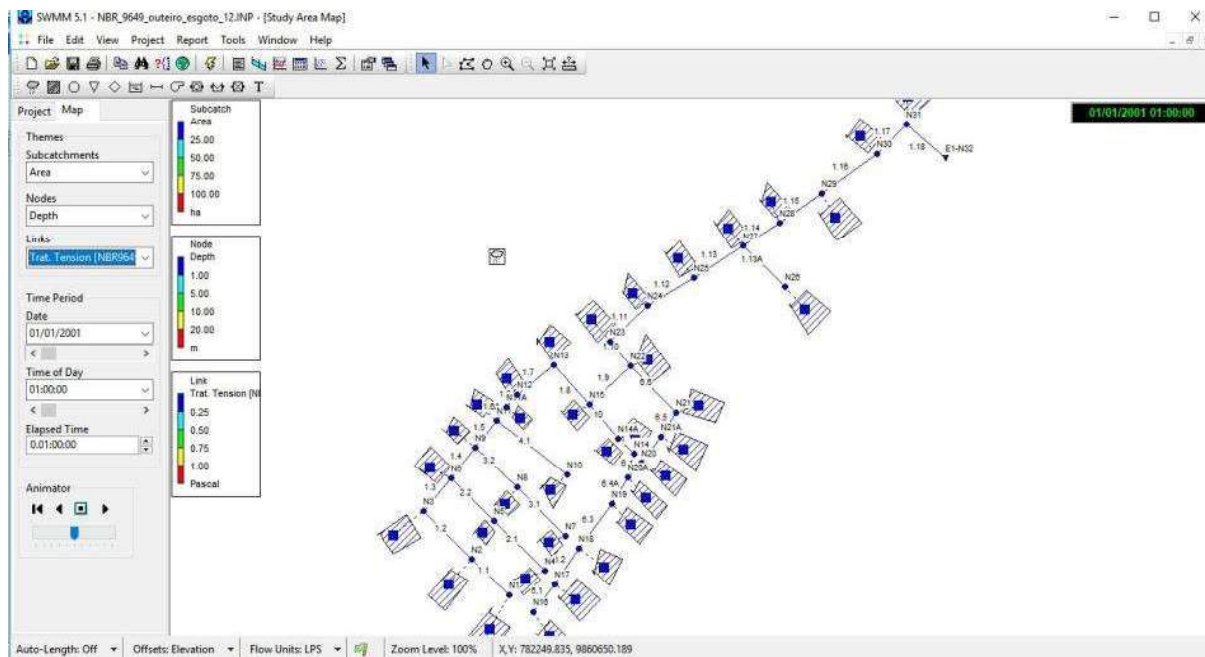 SWMM 5.1 - NBR_9649_outeiro_esgoto_12.INP - [Study Area Map]
File Edit View Project Report Tools Window Help
Project Map
Themes
Subcatchments
Area
Nodes
Depth
Links
Trat. Tension [NBR964
Time Period
Date
01/01/2001
Time of Day
01:00:00
Elapsed Time
0.01:00:00
Animator
Subcatch
Area
25.00
50.00
75.00
100.00
ha
Node
Depth
1.00
5.00
10.00
20.00
m
Link
Trat. Tension [N
0.25
0.50
0.75
1.00
Pascal
01/01/2001 01:00:00
N31
1.17
N30
1.18
E1-N32
1.16
N29
1.15
N28
1.14
N27
1.13
1.13A
N25
N26
1.12
N24
1.11
N23
1.10
N22
N13
1.7
1.9
6.6
N12
1.8
N15
N21
N11A
6.5
1.5
N14A
N21A
N9
4.1
N14
N20
1.4
3.2
N20A
N6
N10
6.4A
1.3
2.2
N8
N19
N3
3.1
N5
6.3
1.2
N7
2.1
N18
N2
N4
1.1
N17
N1
N16
Auto-Length: Off Offsets: Elevation Flow Units: LPS Zoom Level: 100% X,Y: 782249.835, 9860650.189